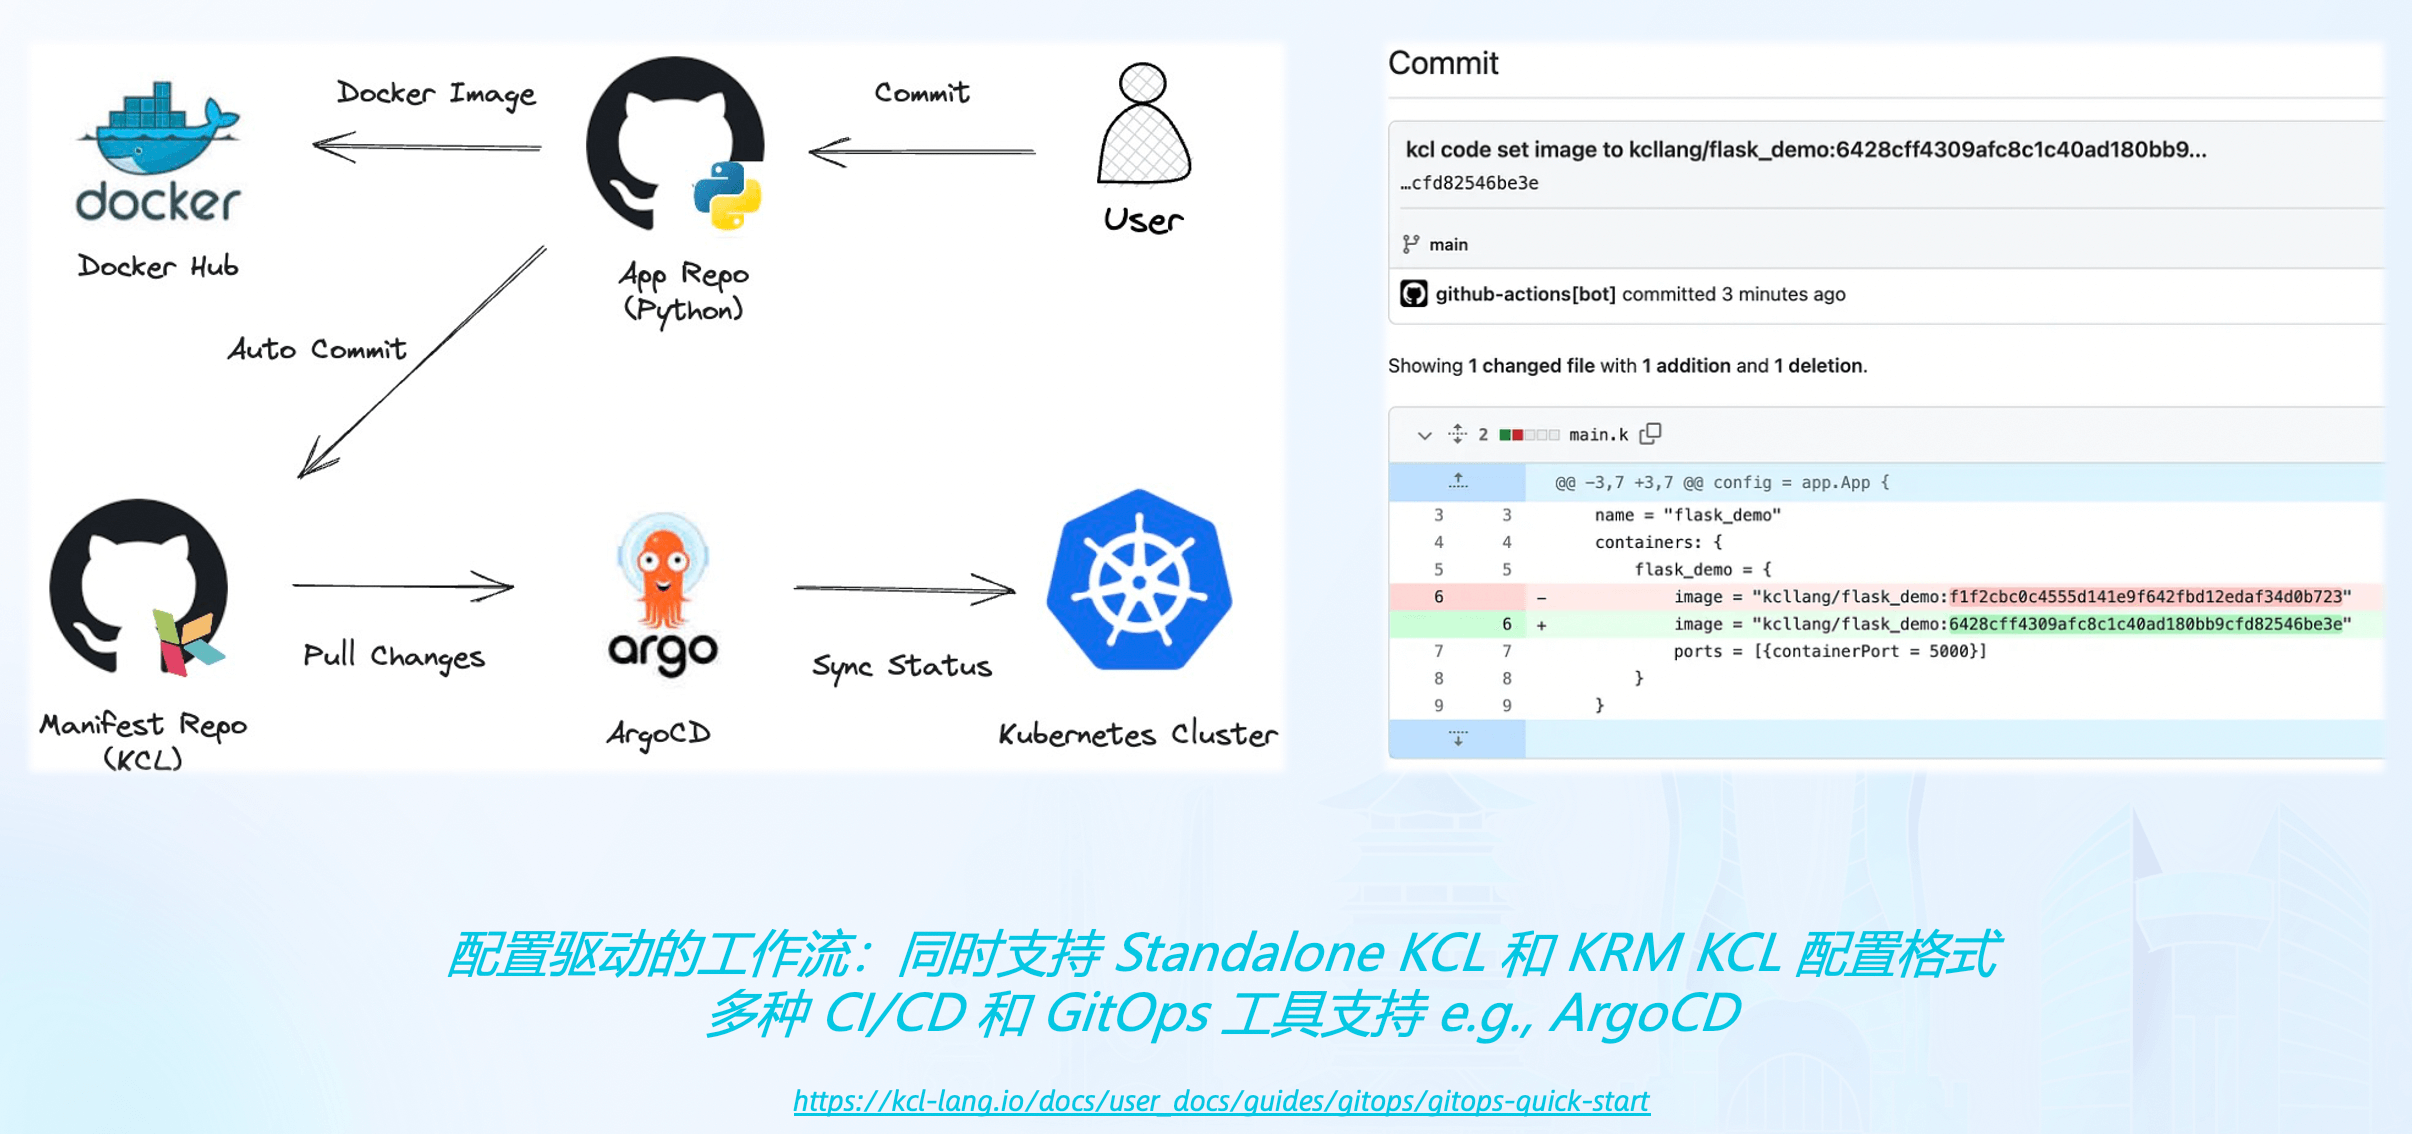 Docker Image
Commit
docker
Docker Hub
App Repo
(Python)
User
Auto Commit
Pull Changes
argo
Sync Status
Manifest Repo
(KCL)
ArgoCD
Kubernetes Cluster
Commit
kcl code set image to kcllang/flask_demo:6428cff4309afc8c1c40ad180bb9...
…cfd82546be3e
main
github-actions[bot] committed 3 minutes ago
Showing 1 changed file with 1 addition and 1 deletion.
2 main.k
@@ -3,7 +3,7 @@ config = app.App {
3 3 name = "flask_demo"
4 4 containers: {
5 5 flask_demo = {
6 - image = "kcllang/flask_demo:f1f2cbc0c4555d141e9f642fbd12edaf34d0b723"
6 + image = "kcllang/flask_demo:6428cff4309afc8c1c40ad180bb9cfd82546be3e"
7 7 ports = [{containerPort = 5000}]
8 8 }
9 9 }
配置驱动的工作流：同时支持 Standalone KCL 和 KRM KCL 配置格式
多种 CI/CD 和 GitOps 工具支持 e.g., ArgoCD
https://kcl-lang.io/docs/user_docs/guides/gitops/gitops-quick-start